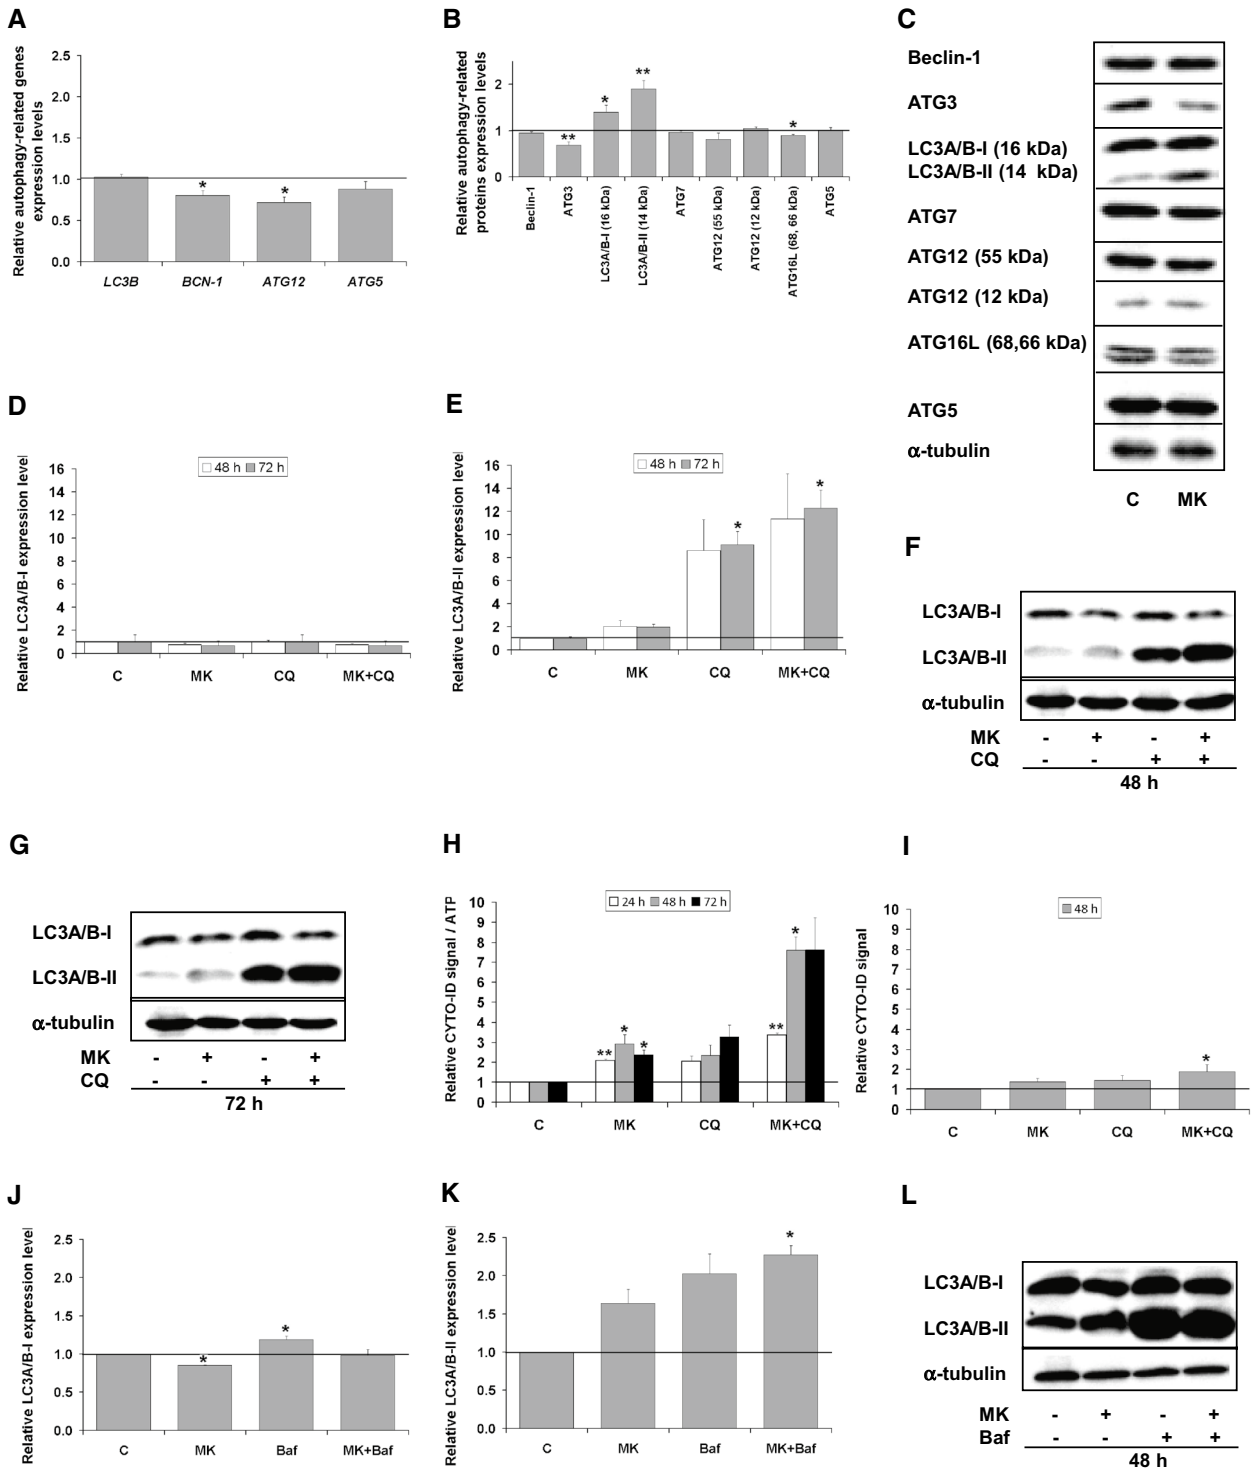 A
Relative autophagy-related genes
expression levels
2.5
2.0
1.5
1.0
0.5
0.0
*
*
LC3B
BCN-1
ATG12
ATG5
B
Relative autophagy-related
proteins expression levels
2
1
0
**
*
**
*
Beclin-1
ATG3
LC3A/B-I (16 kDa)
LC3A/B-II (14 kDa)
ATG7
ATG12 (55 kDa)
ATG12 (12 kDa)
ATG16L (68, 66 kDa)
ATG5
C
Beclin-1
ATG3
LC3A/B-I (16 kDa)
LC3A/B-II (14 kDa)
ATG7
ATG12 (55 kDa)
ATG12 (12 kDa)
ATG16L (68,66 kDa)
ATG5
α-tubulin
C MK
D
Relative LC3A/B-I expression level
48 h 72 h
16
14
12
10
8
6
4
2
0
C
MK
CQ
MK+CQ
E
Relative LC3A/B-II expression level
48 h 72 h
16
14
12
10
8
6
4
2
0
*
*
C
MK
CQ
MK+CQ
F
LC3A/B-I
LC3A/B-II
α-tubulin
MK - + - +
CQ - - + +
48 h
G
LC3A/B-I
LC3A/B-II
α-tubulin
MK - + - +
CQ - - + +
72 h
H
Relative CYTO-ID signal / ATP
24 h 48 h 72 h
10
9
8
7
6
5
4
3
2
1
0
**
*
*
**
*
C
MK
CQ
MK+CQ
I
Relative CYTO-ID signal
48 h
10
9
8
7
6
5
4
3
2
1
0
*
C
MK
CQ
MK+CQ
J
Relative LC3A/B-I expression level
2.5
2.0
1.5
1.0
0.5
0.0
*
*
C
MK
Baf
MK+Baf
K
Relative LC3A/B-II expression level
2.5
2.0
1.5
1.0
0.5
0.0
*
C
MK
Baf
MK+Baf
L
LC3A/B-I
LC3A/B-II
α-tubulin
MK - + - +
Baf - - + +
48 h